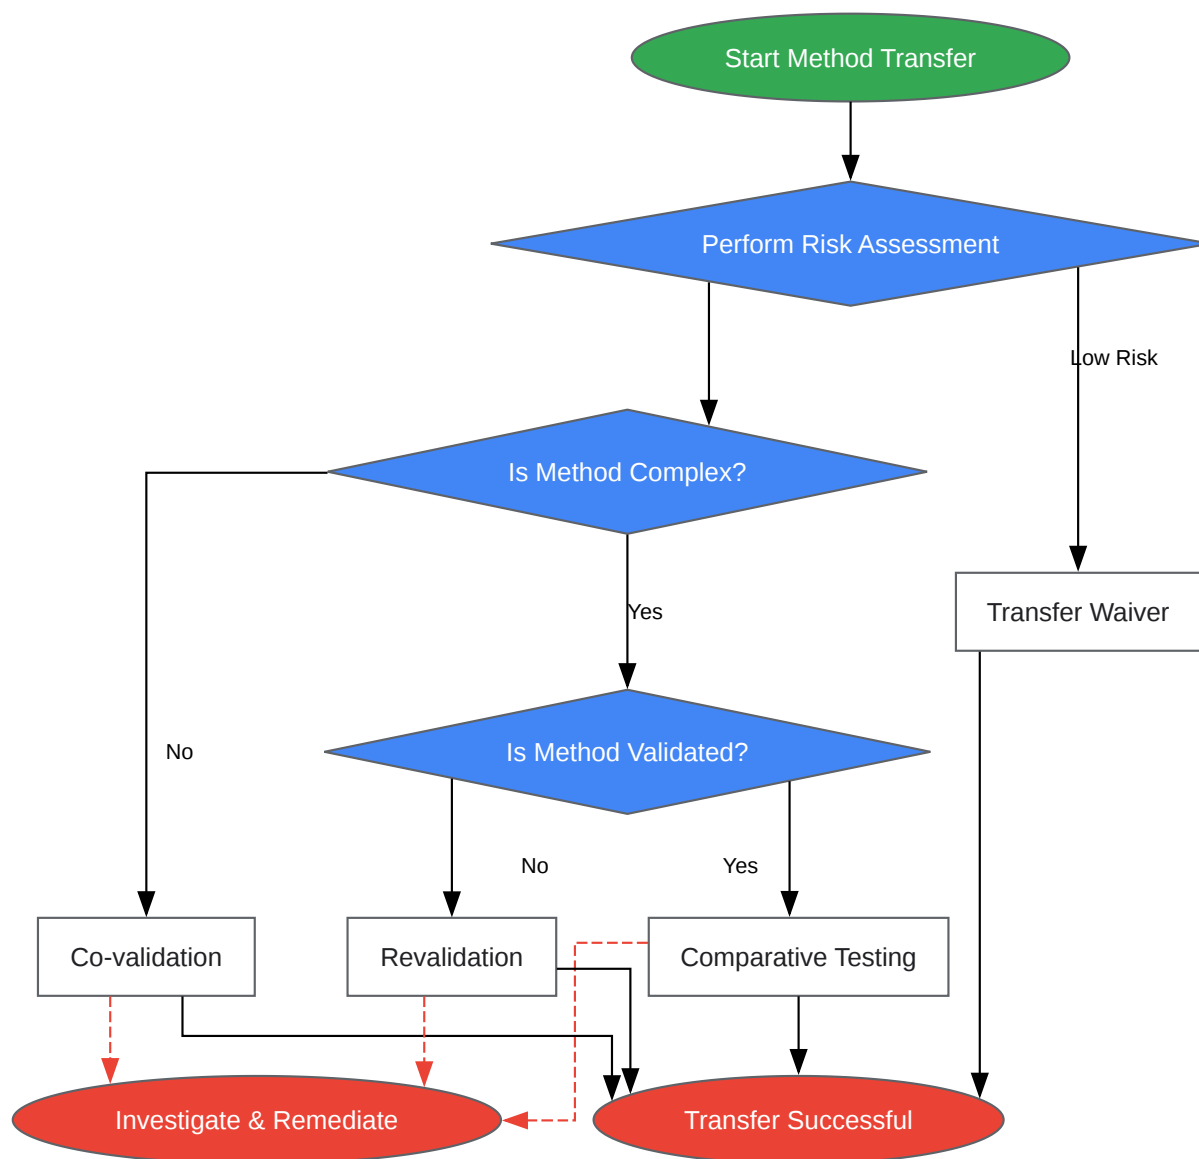 Start Method Transfer
Perform Risk Assessment
Low Risk
Is Method Complex?
Yes
Transfer Waiver
No
Is Method Validated?
No
Yes
Co-validation
Revalidation
Comparative Testing
Investigate & Remediate
Transfer Successful